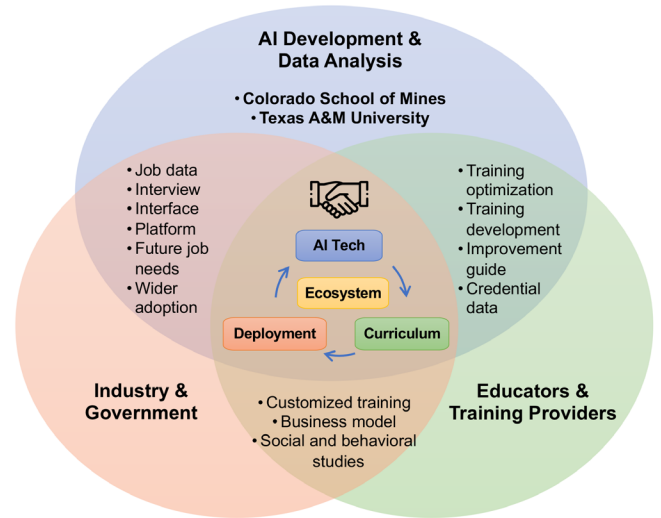 AI Development &
Data Analysis
• Colorado School of Mines
• Texas A&M University
• Job data
• Interview
• Interface
• Platform
• Future job
needs
• Wider
adoption
• Training
optimization
• Training
development
• Improvement
guide
• Credential
data
AI Tech
Ecosystem
Deployment
Curriculum
Industry &
Government
Educators &
Training Providers
• Customized training
• Business model
• Social and behavioral
studies